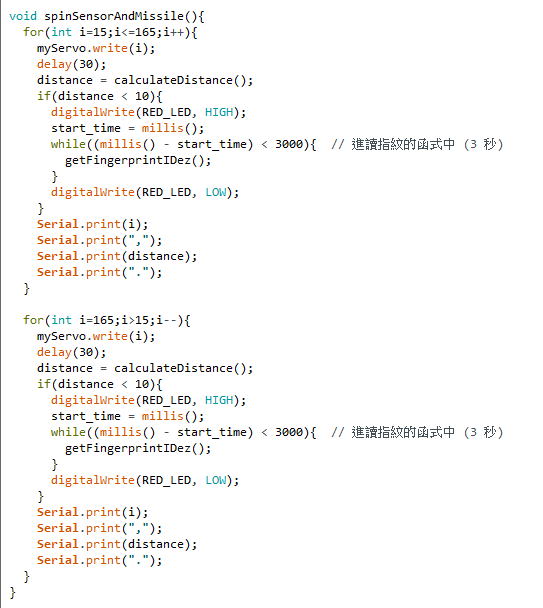 void spinSensorAndMissile(){
  for(int i=15;i<=165;i++){
    myServo.write(i);
    delay(30);
    distance = calculateDistance();
    if(distance < 10){
      digitalWrite(RED_LED, HIGH);
      start_time = millis();
      while((millis() - start_time) < 3000){  // 進讀指紋的函式中 (3 秒)
        getFingerprintIDez();
      }
      digitalWrite(RED_LED, LOW);
    }
    Serial.print(i);
    Serial.print(",");
    Serial.print(distance);
    Serial.print(".");
  }

  for(int i=165;i>15;i--){
    myServo.write(i);
    delay(30);
    distance = calculateDistance();
    if(distance < 10){
      digitalWrite(RED_LED, HIGH);
      start_time = millis();
      while((millis() - start_time) < 3000){  // 進讀指紋的函式中 (3 秒)
        getFingerprintIDez();
      }
      digitalWrite(RED_LED, LOW);
    }
    Serial.print(i);
    Serial.print(",");
    Serial.print(distance);
    Serial.print(".");
  }
}